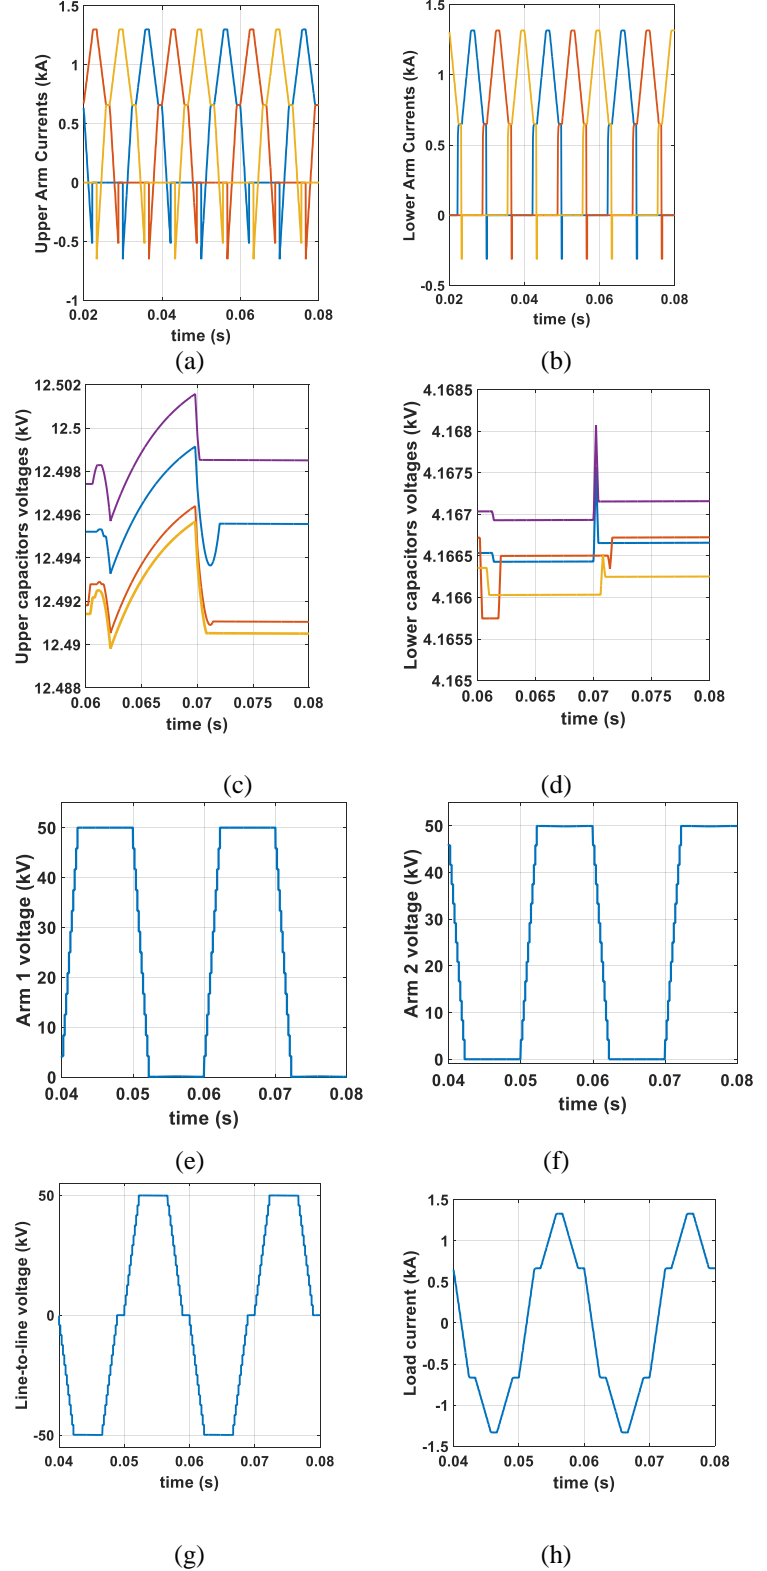 1.5
1
0.5
0
-0.5
-1
Upper Arm Currents (kA)
0.02 0.04 0.06 0.08
time (s)
(a)
1.5
1
0.5
0
-0.5
Lower Arm Currents (kA)
0.02 0.04 0.06 0.08
time (s)
(b)
12.502
12.5
12.498
12.496
12.494
12.492
12.49
12.488
Upper capacitors voltages (kV)
0.06 0.065 0.07 0.075 0.08
time (s)
(c)
4.1685
4.168
4.1675
4.167
4.1665
4.166
4.1655
4.165
Lower capacitors voltages (kV)
0.06 0.065 0.07 0.075 0.08
time (s)
(d)
50
40
30
20
10
0
Arm 1 voltage (kV)
0.04 0.05 0.06 0.07 0.08
time (s)
(e)
50
40
30
20
10
0
Arm 2 voltage (kV)
0.04 0.05 0.06 0.07 0.08
time (s)
(f)
50
0
-50
Line-to-line voltage (kV)
0.04 0.05 0.06 0.07 0.08
time (s)
(g)
1.5
1
0.5
0
-0.5
-1
-1.5
Load current (kA)
0.04 0.05 0.06 0.07 0.08
time (s)
(h)